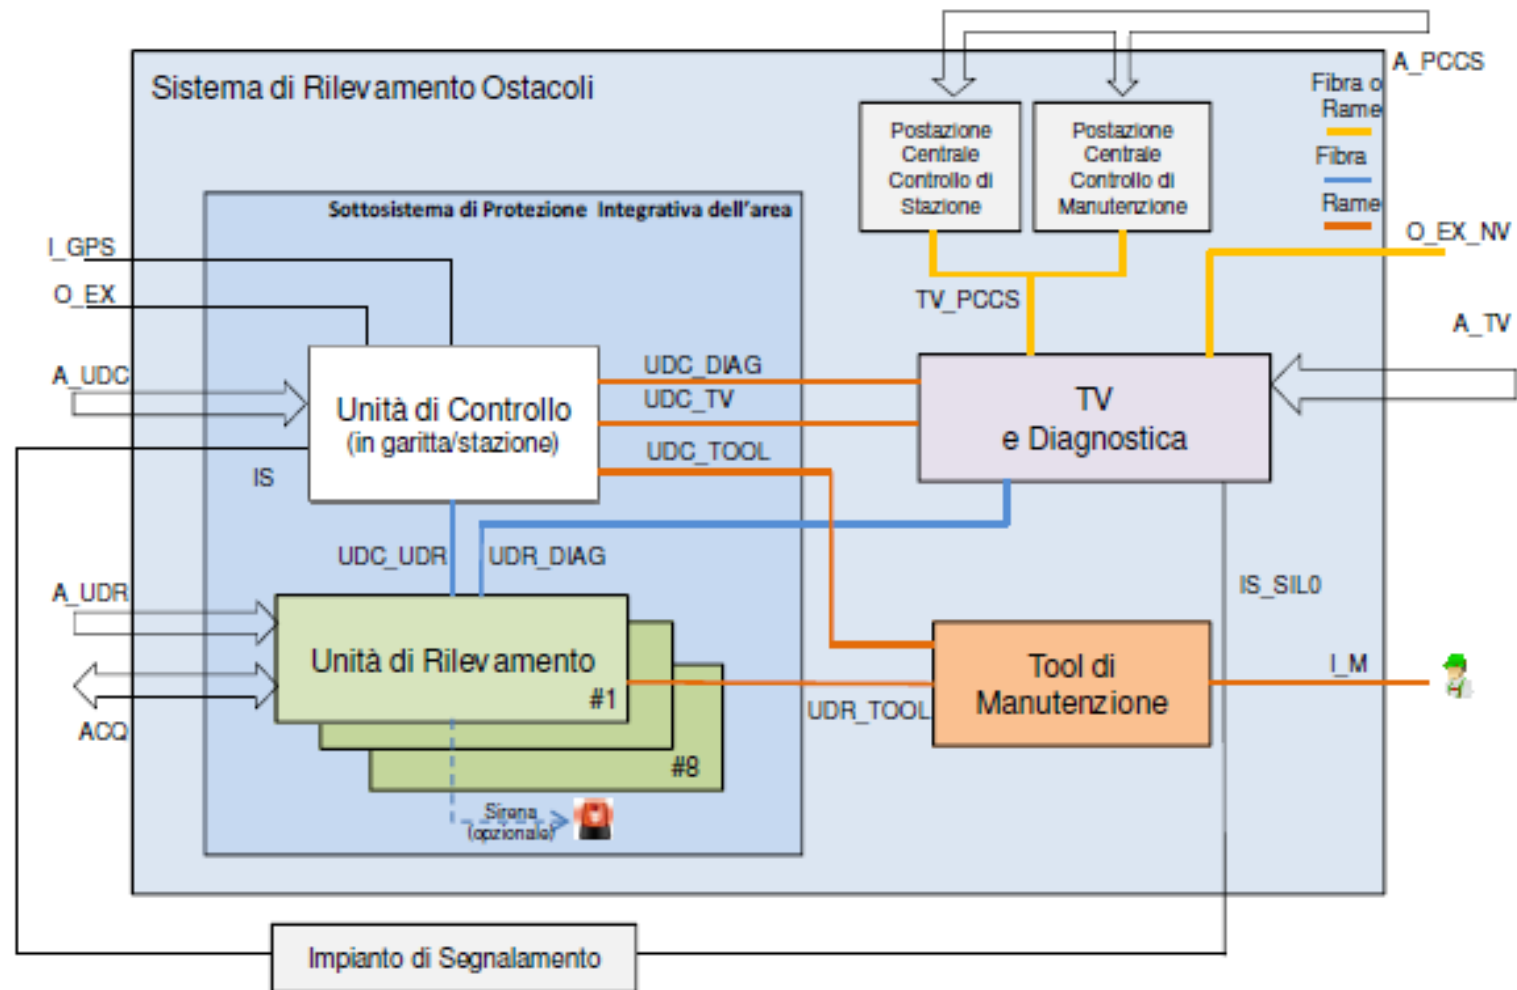 A_PCCS
Sistema di Rilevamento Ostacoli
Fibra o
Rame
Fibra
Rame
Postazione
Centrale
Controllo di
Stazione
Postazione
Centrale
Controllo di
Manutenzione
Sottosistema di Protezione Integrativa dell'area
I_GPS
O_EX
O_EX_NV
TV_PCCS
A_TV
A_UDC
UDC_DIAG
UDC_TV
UDC_TOOL
Unità di Controllo
(in garitta/stazione)
TV
e Diagnostica
IS
UDC_UDR
UDR_DIAG
IS_SIL0
A_UDR
Unità di Rilevamento
#1
#8
ACQ
UDR_TOOL
Tool di
Manutenzione
I_M
Sirena
(opzionale)
Impianto di Segnalamento